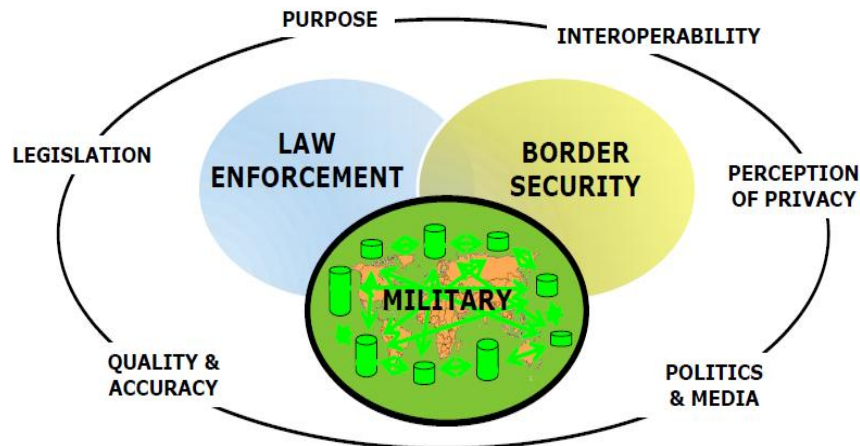 PURPOSE
INTEROPERABILITY
LEGISLATION
LAW
ENFORCEMENT
BORDER
SECURITY
PERCEPTION
OF PRIVACY
MILITARY
QUALITY &
ACCURACY
POLITICS
& MEDIA